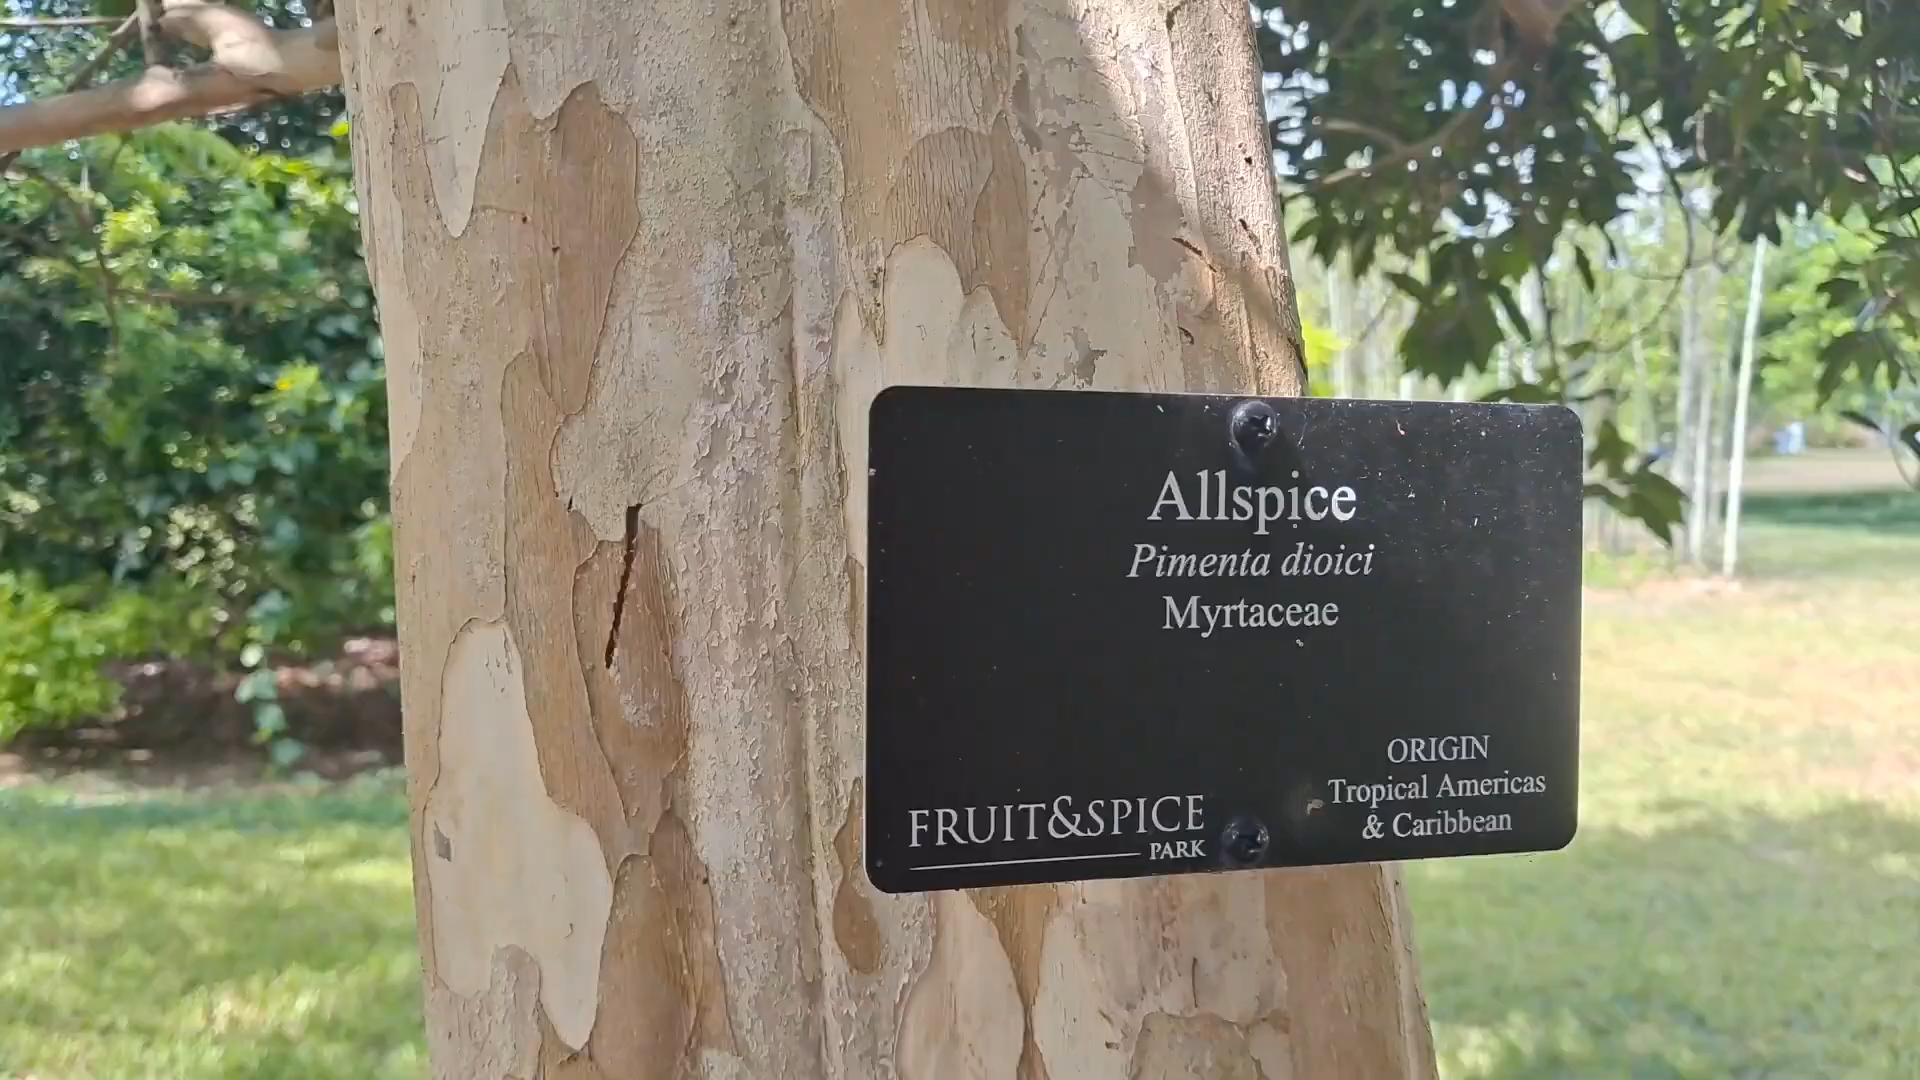 Allspice
Pimenta dioici
Myrtaceae
ORIGIN
Tropical Americas
& Caribbean
FRUIT&SPICE
PARK